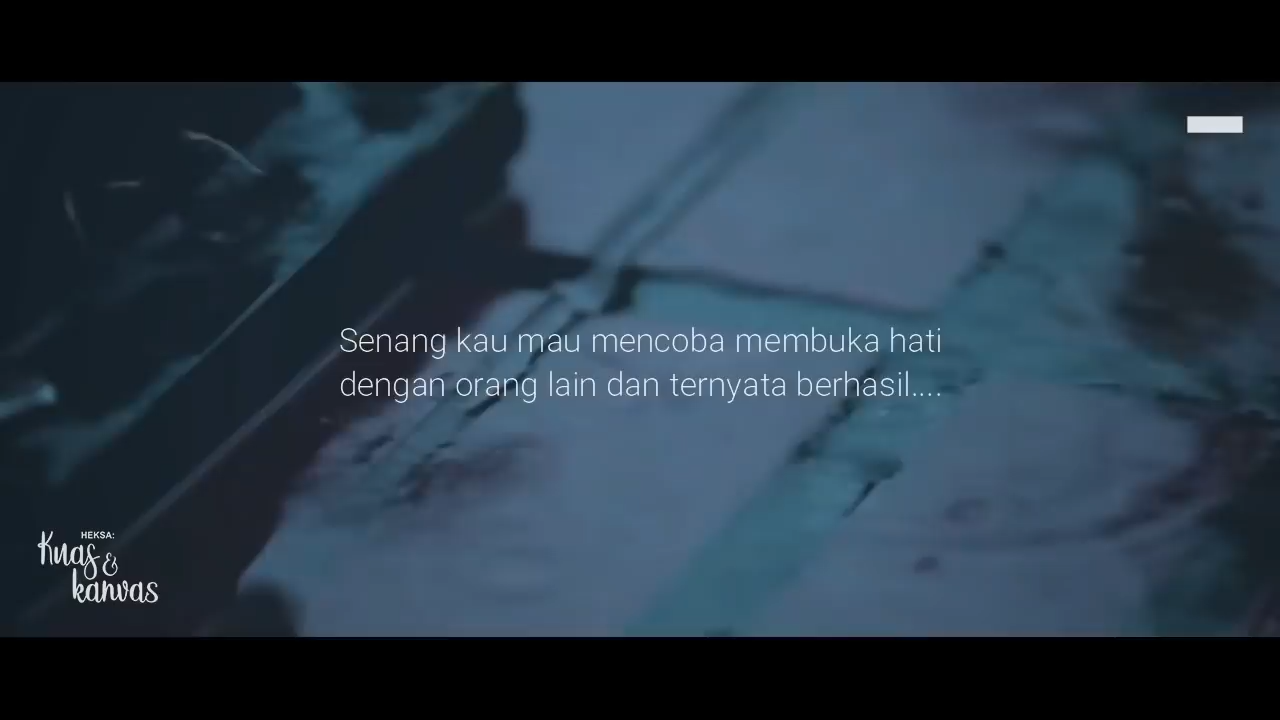 Senang kau mau mencoba membuka hati
dengan orang lain dan ternyata berhasil....
HEKSA:
Kuas &
kanvas